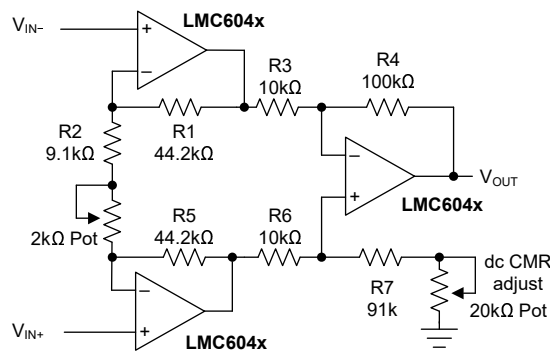 LMC604x
VIN−
+
−
R3
10kΩ
R4
100kΩ
LMC604x
R2
9.1kΩ
R1
44.2kΩ
−
+
VOUT
LMC604x
2kΩ Pot
R5
44.2kΩ
R6
10kΩ
R7
91k
dc CMR
adjust
20kΩ Pot
−
+
VIN+
LMC604x